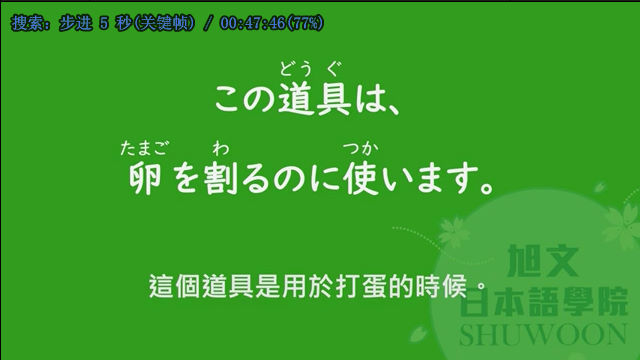 搜索: 步进 5 秒(关键帧) / 00:47:46(77%)
どう ぐ
この道具は、
たまご わ つか
卵を割るのに使います。
這個道具是用於打蛋的時候。
旭文
日本語學院
SHUWOON